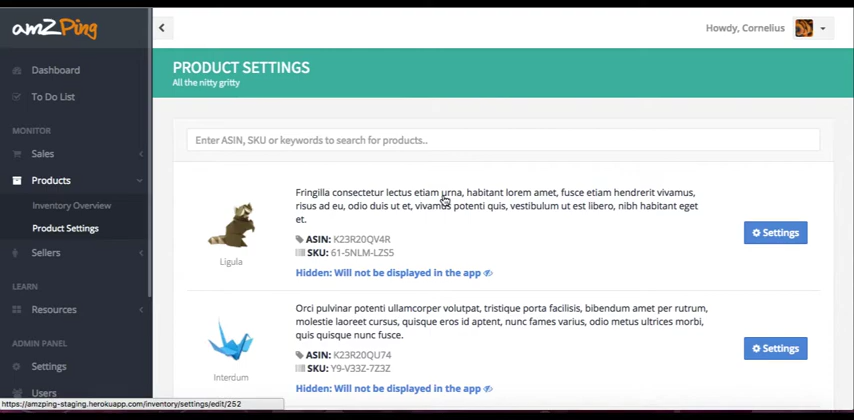 amzPing
Howdy, Cornelius
PRODUCT SETTINGS
All the nitty gritty
Dashboard
To Do List
MONITOR
Sales
Products
Inventory Overview
Product Settings
Sellers
LEARN
Resources
ADMIN PANEL
Settings
Users
Enter ASIN, SKU or keywords to search for products..
Fringilla consectetur lectus etiam urna, habitant lorem amet, fusce etiam hendrerit vivamus,
risus ad eu, odio duis ut et, vivamus potenti quis, vestibulum ut est libero, nibh habitant eget
et.
ASIN: K23R20QV4R
SKU: 61-5NLM-LZS5
Hidden: Will not be displayed in the app
Ligula
Settings
Orci pulvinar potenti ullamcorper volutpat, tristique porta facilisis, bibendum amet per rutrum,
molestie laoreet cursus, quisque eros id aptent, nunc fames varius, odio metus ultrices morbi,
quis quisque nunc fusce.
ASIN: K23R20QU74
SKU: Y9-V33Z-7Z3Z
Hidden: Will not be displayed in the app
Interdum
Settings
https://amzping-staging.herokuapp.com/inventory/settings/edit/252